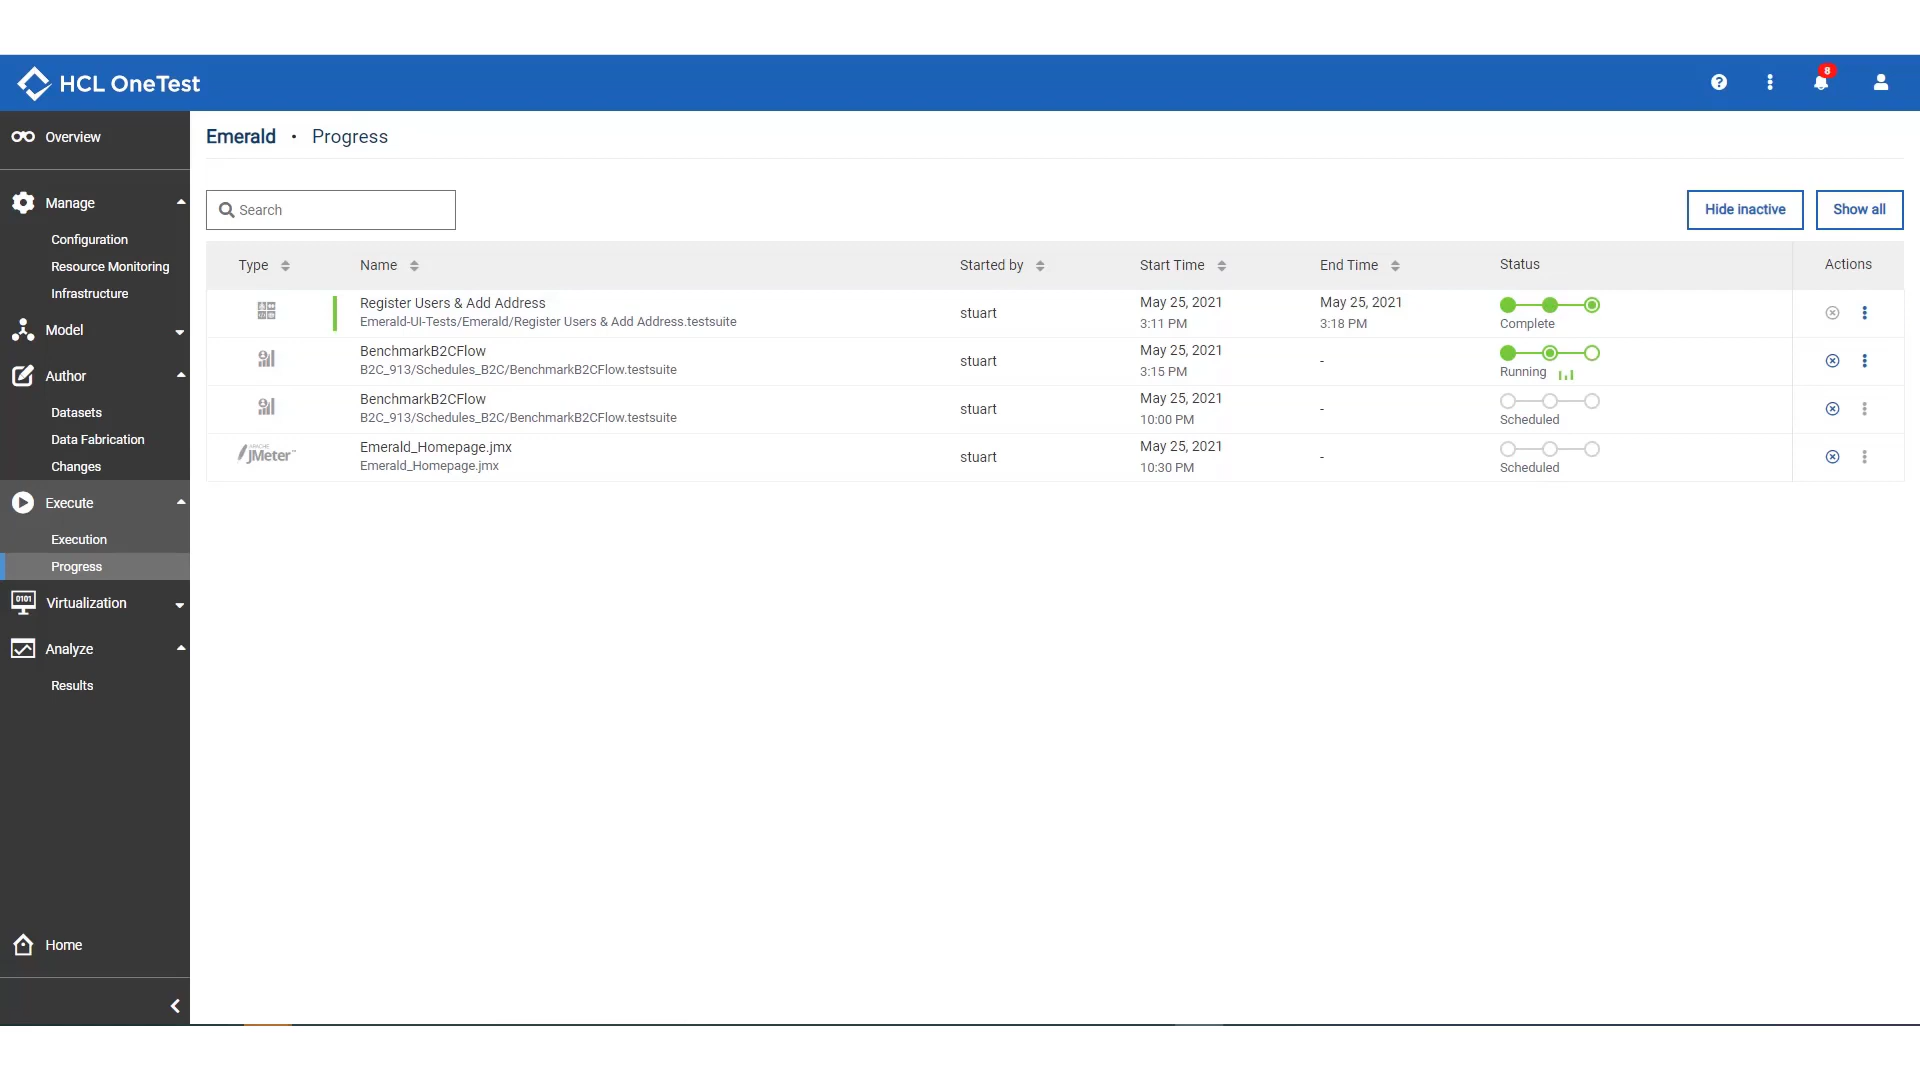 HCL OneTest
8
Overview
Emerald • Progress
Manage
Search
Hide inactive
Show all
Configuration
Resource Monitoring
Infrastructure
Model
Author
Datasets
Data Fabrication
Changes
Execute
Execution
Progress
0101
Virtualization
Analyze
Results
Home
Type Name Started by Start Time End Time Status Actions
Register Users & Add Address
Emerald-UI-Tests/Emerald/Register Users & Add Address.testsuite
stuart
May 25, 2021
3:11 PM
May 25, 2021
3:18 PM
Complete
BenchmarkB2CFlow
B2C_913/Schedules_B2C/BenchmarkB2CFlow.testsuite
stuart
May 25, 2021
3:15 PM
-
Running
BenchmarkB2CFlow
B2C_913/Schedules_B2C/BenchmarkB2CFlow.testsuite
stuart
May 25, 2021
10:00 PM
-
Scheduled
APACHE
JMeter™
Emerald_Homepage.jmx
Emerald_Homepage.jmx
stuart
May 25, 2021
10:30 PM
-
Scheduled